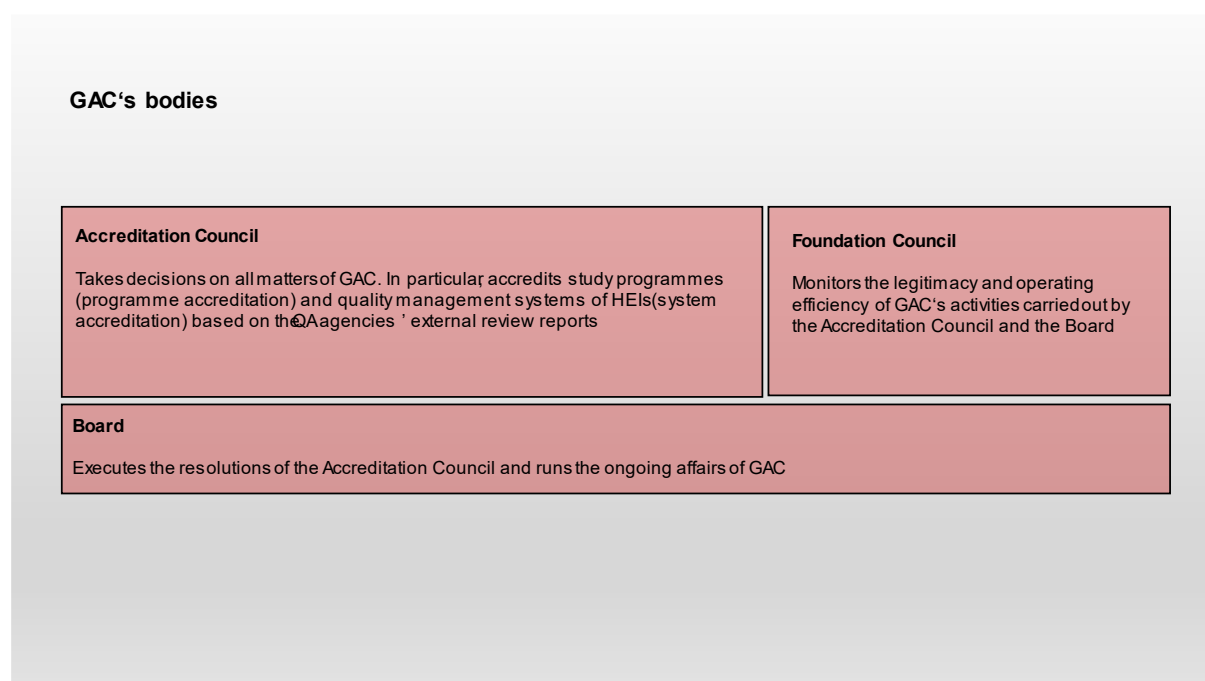 GAC‘s bodies
Accreditation Council
Takes decisions on all matters of GAC. In particular, accredits study programmes
(programme accreditation) and quality management systems of HEIs (system
accreditation) based on the QA agencies ’ external review reports
Foundation Council
Monitors the legitimacy and operating
efficiency of GAC‘s activities carried out by
the Accreditation Council and the Board
Board
Executes the resolutions of the Accreditation Council and runs the ongoing affairs of GAC